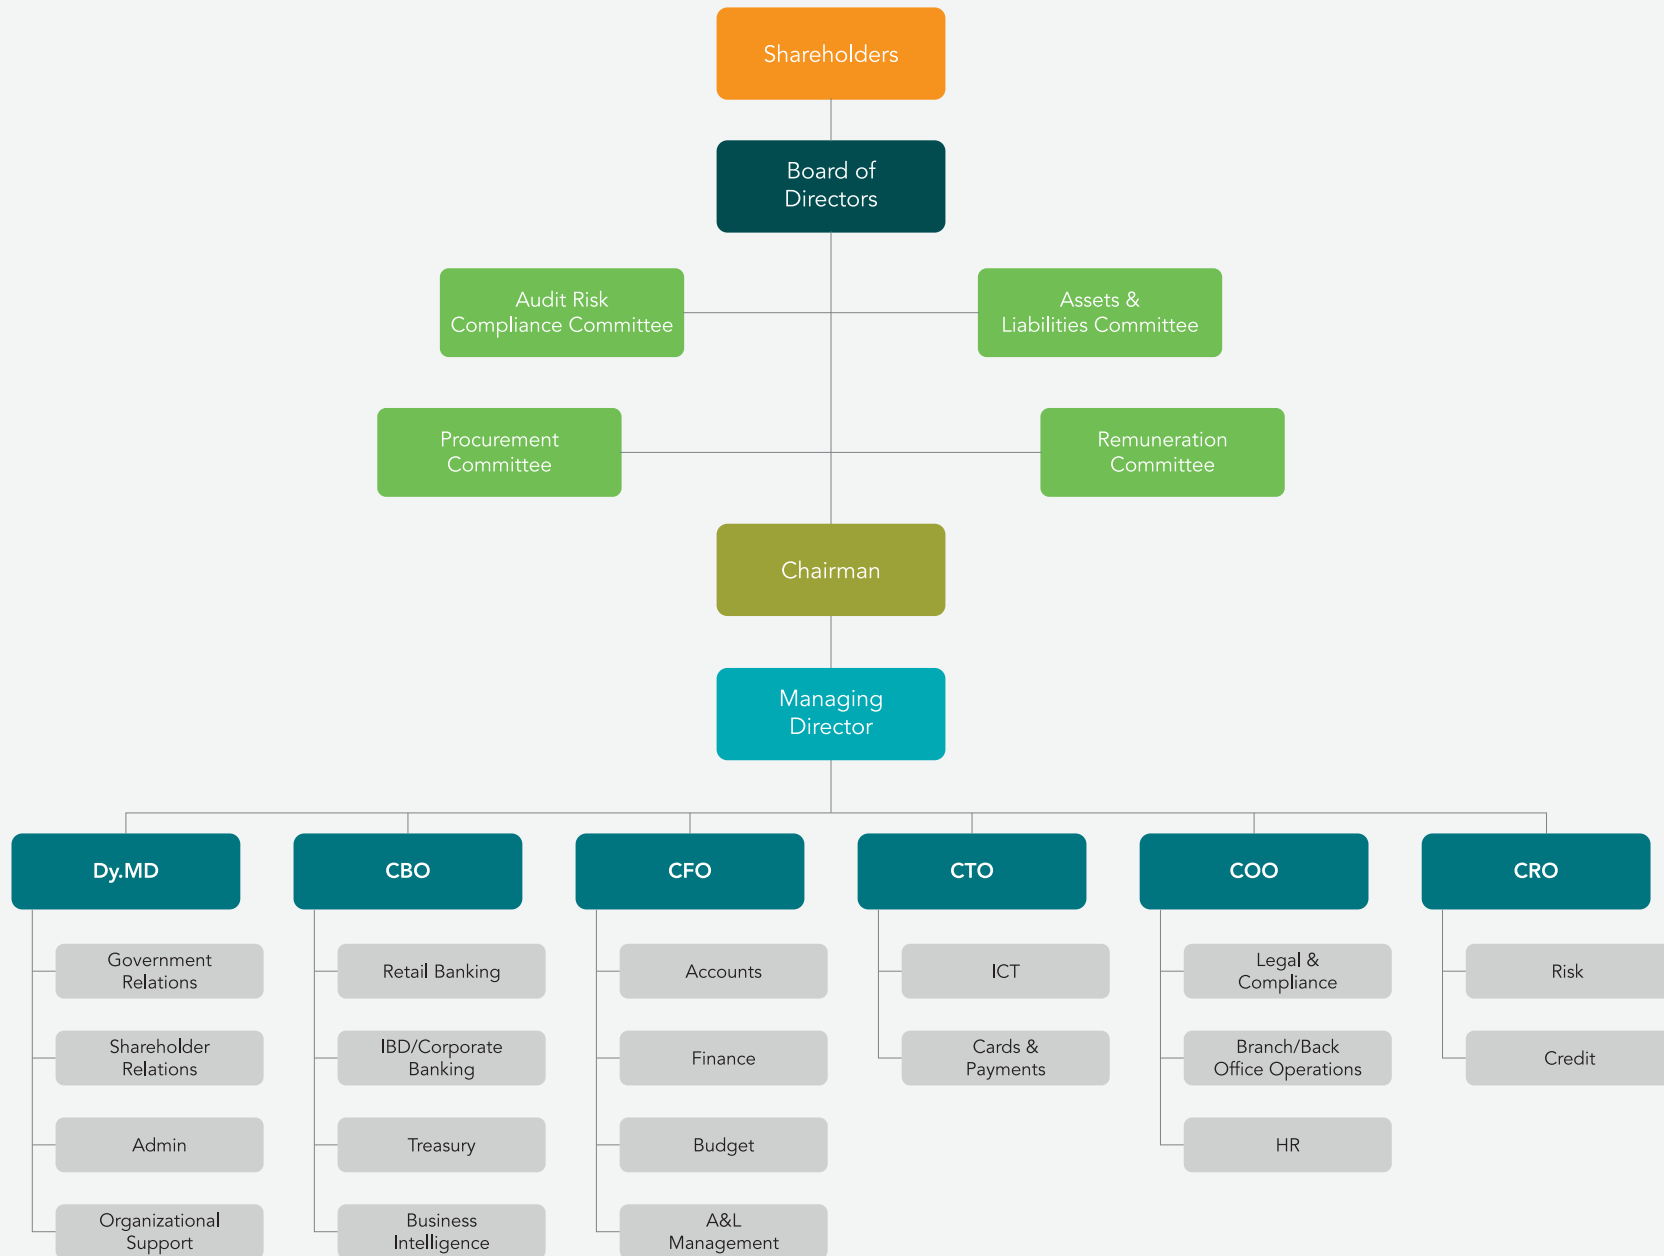 Shareholders
Board of
Directors
Audit Risk
Compliance Committee
Assets &
Liabilities Committee
Procurement
Committee
Remuneration
Committee
Chairman
Managing
Director
Dy.MD
CBO
CFO
CTO
COO
CRO
Government
Relations
Retail Banking
Accounts
ICT
Legal &
Compliance
Risk
Shareholder
Relations
IBD/Corporate
Banking
Finance
Cards &
Payments
Branch/Back
Office Operations
Credit
Admin
Treasury
Budget
HR
Organizational
Support
Business
Intelligence
A&L
Management